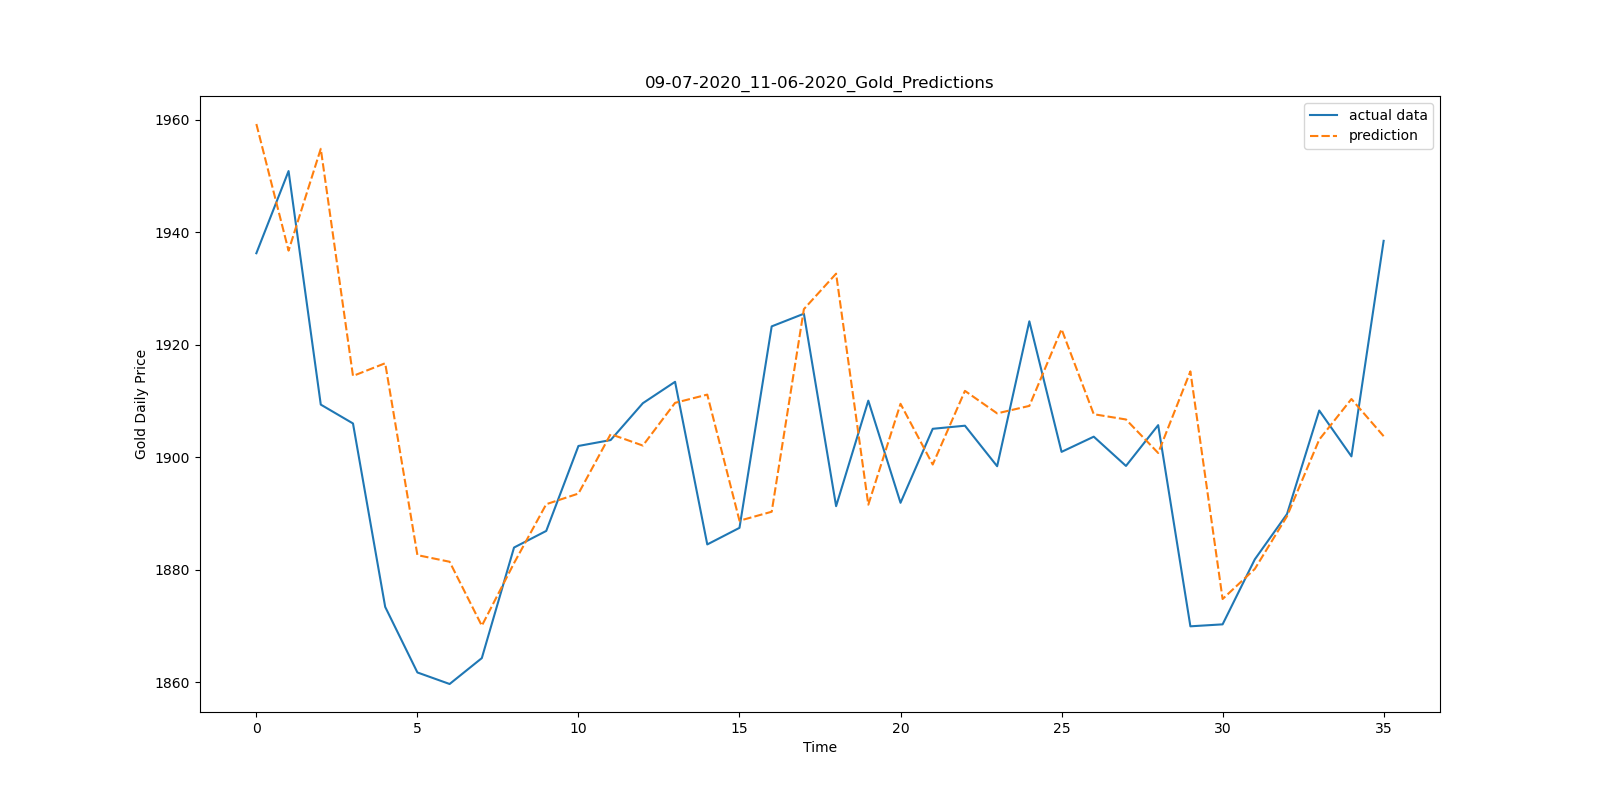 09-07-2020_11-06-2020_Gold_Predictions
actual data
prediction
1960
1940
1920
1900
1880
1860
Gold Daily Price
0 5 10 15 20 25 30 35
Time